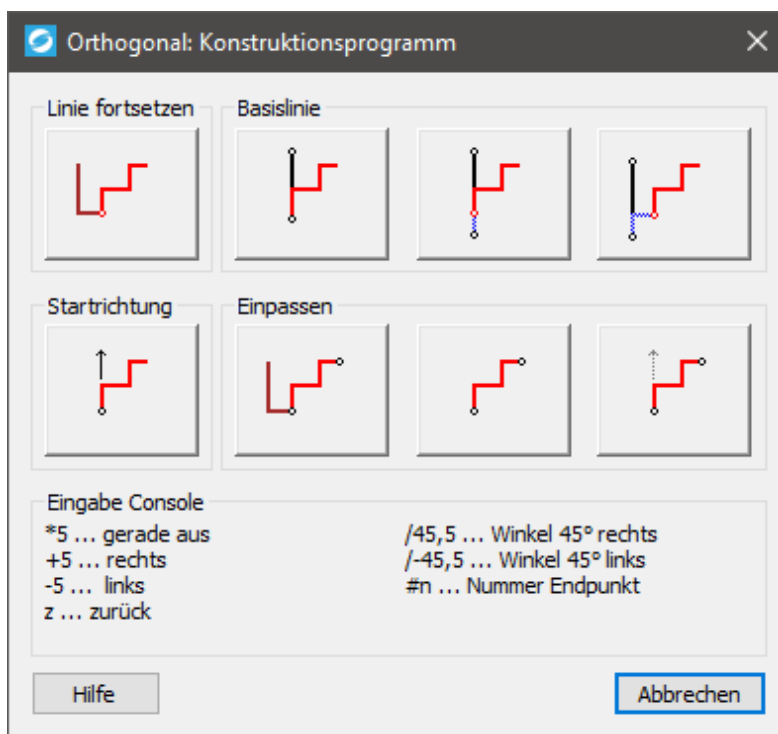 Orthogonal: Konstruktionsprogramm
Linie fortsetzen
Basislinie
Startrichtung
Einpassen
Eingabe Console
*5 ... gerade aus
+5 ... rechts
-5 ... links
z ... zurück
/45,5 ... Winkel 45° rechts
/-45,5 ... Winkel 45° links
#n ... Nummer Endpunkt
Hilfe
Abbrechen